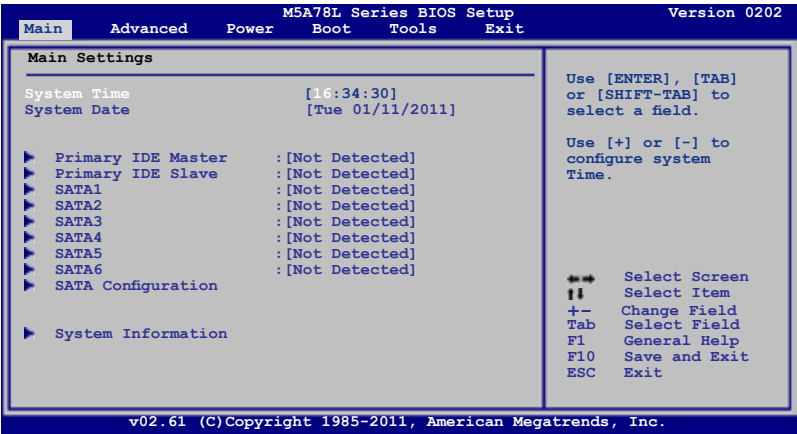 M5A78L Series BIOS Setup Version 0202
Main Advanced Power Boot Tools Exit
Main Settings
System Time [16:34:30]
System Date [Tue 01/11/2011]
Primary IDE Master :[Not Detected]
Primary IDE Slave :[Not Detected]
SATA1 :[Not Detected]
SATA2 :[Not Detected]
SATA3 :[Not Detected]
SATA4 :[Not Detected]
SATA5 :[Not Detected]
SATA6 :[Not Detected]
SATA Configuration
System Information
Use [ENTER], [TAB]
or [SHIFT-TAB] to
select a field.
Use [+] or [-] to
configure system
Time.
←→ Select Screen
↑↓ Select Item
+- Change Field
Tab Select Field
F1 General Help
F10 Save and Exit
ESC Exit
v02.61 (C)Copyright 1985-2011, American Megatrends, Inc.